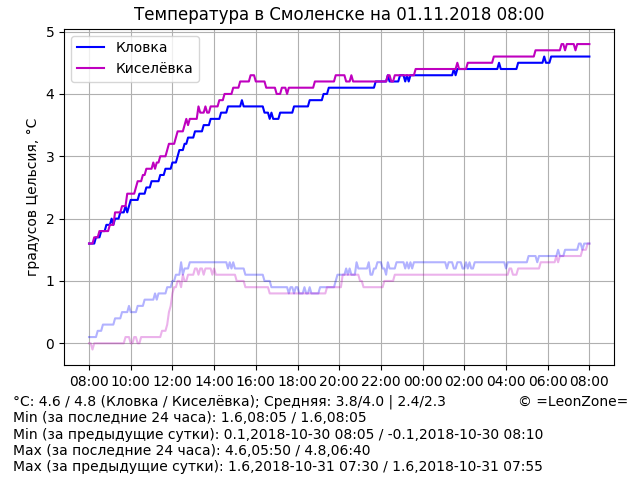 Температура в Смоленске на 01.11.2018 08:00
Кловка
Киселёвка
градусов Цельсия, °C
5
4
3
2
1
0
08:00 10:00 12:00 14:00 16:00 18:00 20:00 22:00 00:00 02:00 04:00 06:00 08:00
°C: 4.6 / 4.8 (Кловка / Киселёвка); Средняя: 3.8/4.0 | 2.4/2.3 © =LeonZone=
Min (за последние 24 часа): 1.6,08:05 / 1.6,08:05
Min (за предыдущие сутки): 0.1,2018-10-30 08:05 / -0.1,2018-10-30 08:10
Max (за последние 24 часа): 4.6,05:50 / 4.8,06:40
Max (за предыдущие сутки): 1.6,2018-10-31 07:30 / 1.6,2018-10-31 07:55